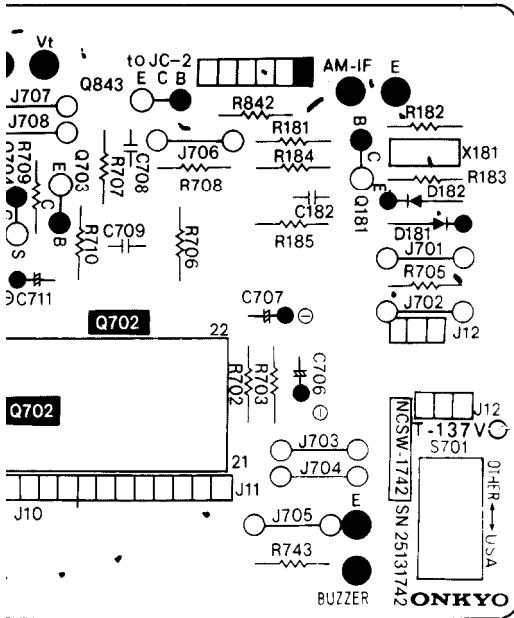 Vt
to JC-2
AM-IF E
Q843
E C B
J707
J708
R842
R182
R181
B
J706
C
X181
R184
R183
R709
E
Q703
R707
C708
R708
C182
Q181
E
D182
C
D181
S
B
R710
C709
R706
R185
J701
R705
⊖C711
C707
⊖
J702
J12
Q702
22
R702
R703
C706
⊖
Q702
J12
NCSW-1742
T-137V
S701
J703
21
J704
J11
OTHER ↔ USA
J10
J705
E
SN 25131742
R743
BUZZER
ONKYO